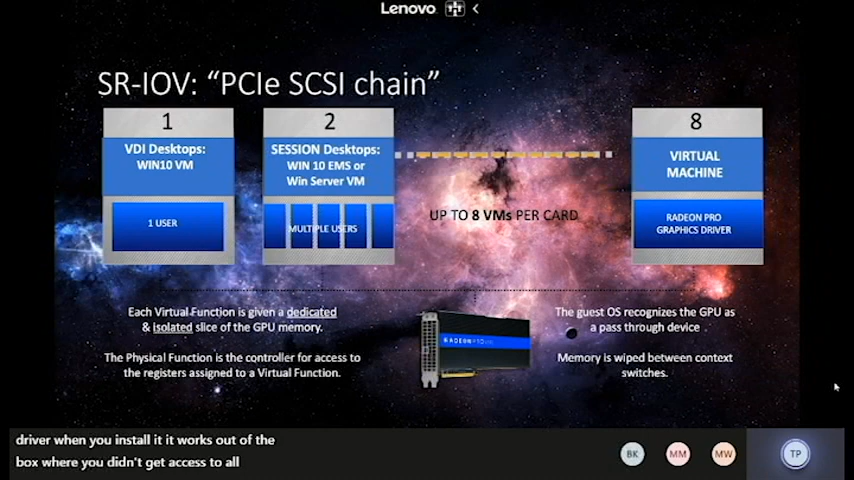 Lenovo
SR-IOV: “PCIe SCSI chain”
1
VDI Desktops:
WIN10 VM
1 USER
2
SESSION Desktops:
WIN 10 EMS or
Win Server VM
MULTIPLE USERS
UP TO 8 VMs PER CARD
8
VIRTUAL
MACHINE
RADEON PRO
GRAPHICS DRIVER
Each Virtual Function is given a dedicated
& isolated slice of the GPU memory.
The Physical Function is the controller for access to
the registers assigned to a Virtual Function.
RADEON PRO
The guest OS recognizes the GPU as
a pass through device
Memory is wiped between context
switches.
driver when you install it it works out of the
box where you didn't get access to all
BK
MM
MW
TP